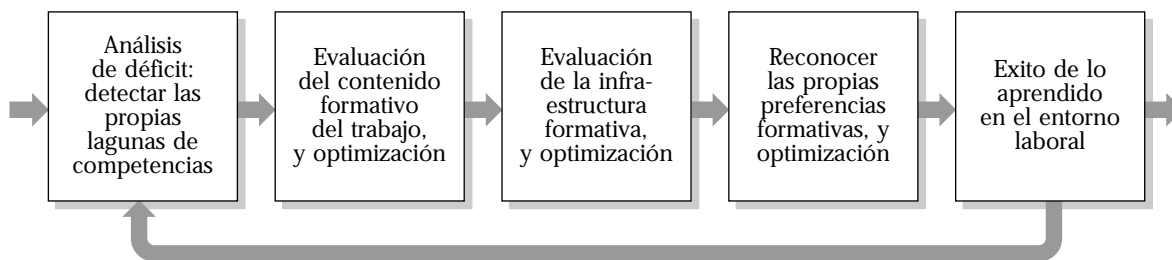 Análisis
de déficit:
detectar las
propias
lagunas de
competencias
Evaluación
del contenido
formativo
del trabajo,
y optimización
Evaluación
de la infra-
estructura
formativa,
y optimización
Reconocer
las propias
preferencias
formativas, y
optimización
Exito de lo
aprendido
en el entorno
laboral